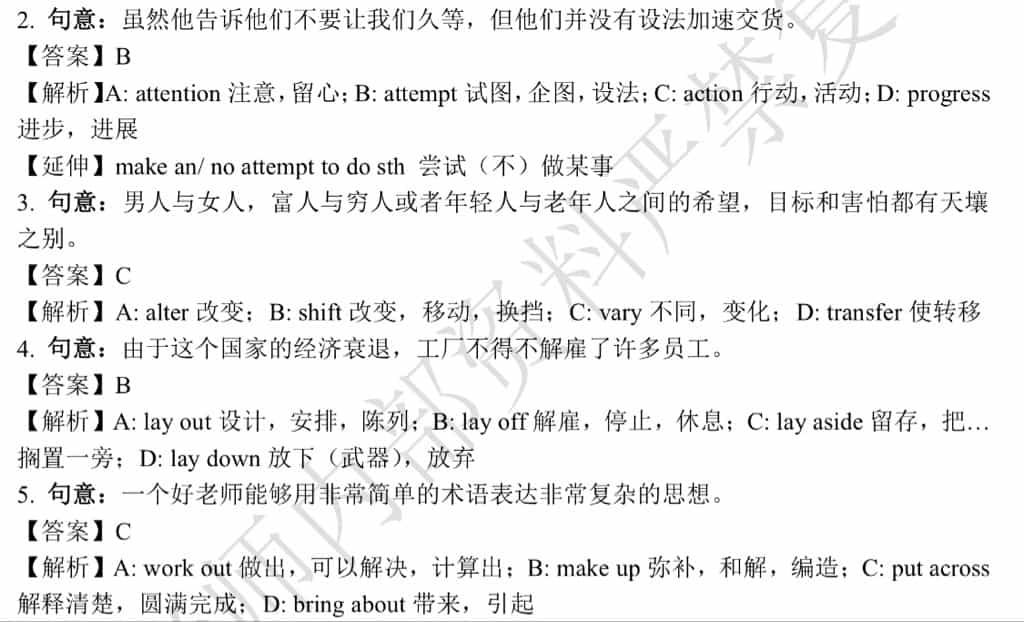 2. 句意：虽然他告诉他们不要让我们久等，但他们并没有设法加速交货。
【答案】B
【解析】A: attention 注意，留心；B: attempt 试图，企图，设法；C: action 行动，活动；D: progress
进步，进展
【延伸】make an/ no attempt to do sth 尝试（不）做某事
3. 句意：男人与女人，富人与穷人或者年轻人与老年人之间的希望，目标和害怕都有天壤
之别。
【答案】C
【解析】A: alter 改变；B: shift 改变，移动，换挡；C: vary 不同，变化；D: transfer 使转移
4. 句意：由于这个国家的经济衰退，工厂不得不解雇了许多员工。
【答案】B
【解析】A: lay out 设计，安排，陈列；B: lay off 解雇，停止，休息；C: lay aside 留存，把…
搁置一旁；D: lay down 放下（武器），放弃
5. 句意：一个好老师能够用非常简单的术语表达非常复杂的思想。
【答案】C
【解析】A: work out 做出，可以解决，计算出；B: make up 弥补，和解，编造；C: put across
解释清楚，圆满完成；D: bring about 带来，引起
师内部资料严禁复